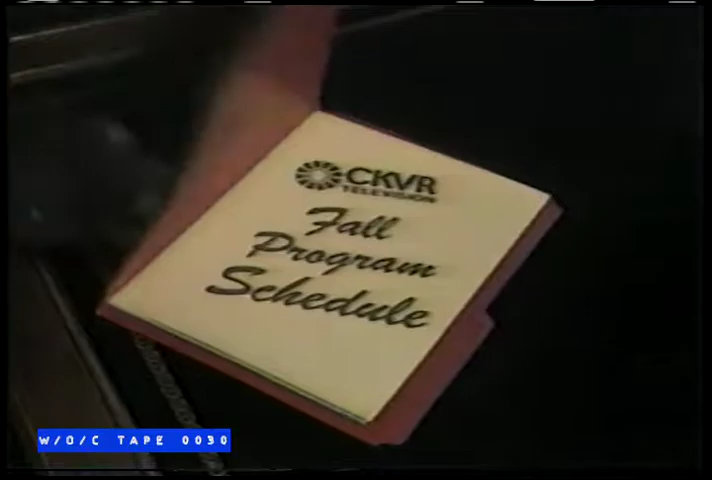 CKVR
TELEVISION
Fall
Program
Schedule
W/O/C TAPE 0030